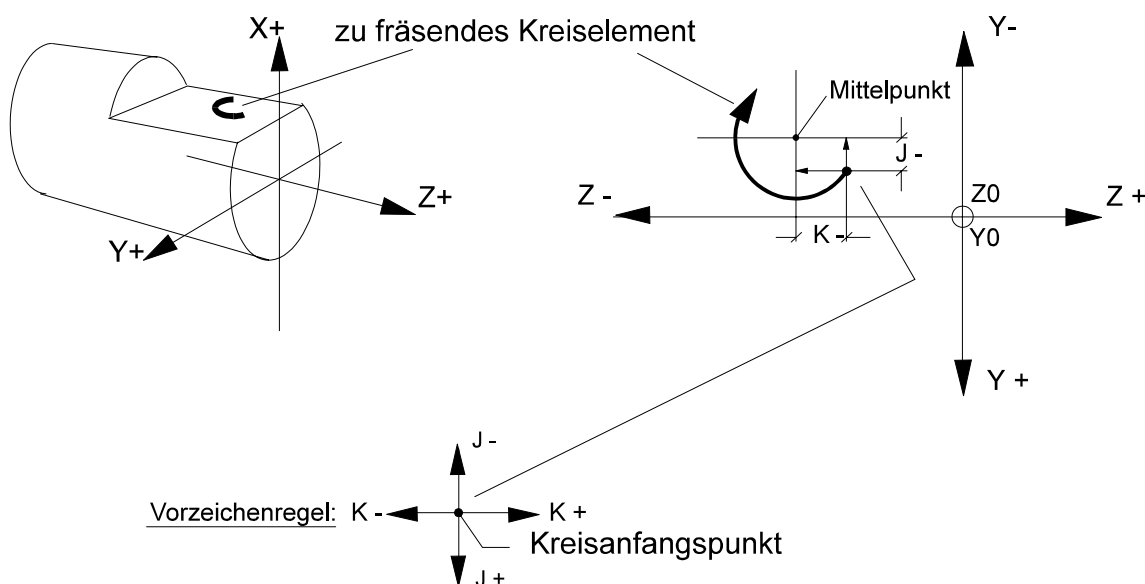 X+
zu fräsendes Kreiselement
Y-
Mittelpunkt
J -
Z+
Z -
Z0
Z +
Y+
K -
Y0
Y +
J -
Vorzeichenregel: K -
K +
Kreisanfangspunkt
J +